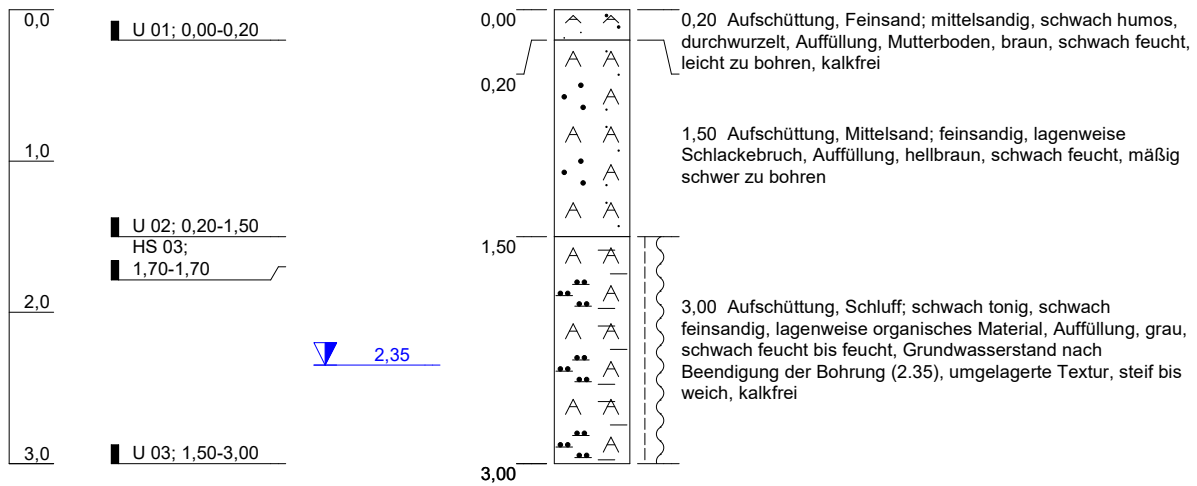 0,0
1,0
2,0
3,0
U 01; 0,00-0,20
U 02; 0,20-1,50
HS 03;
1,70-1,70
U 03; 1,50-3,00
2,35
0,00
0,20
1,50
3,00
0,20 Aufschüttung, Feinsand; mittelsandig, schwach humos,
durchwurzelt, Auffüllung, Mutterboden, braun, schwach feucht,
leicht zu bohren, kalkfrei
1,50 Aufschüttung, Mittelsand; feinsandig, lagenweise
Schlackebruch, Auffüllung, hellbraun, schwach feucht, mäßig
schwer zu bohren
3,00 Aufschüttung, Schluff; schwach tonig, schwach
feinsandig, lagenweise organisches Material, Auffüllung, grau,
schwach feucht bis feucht, Grundwasserstand nach
Beendigung der Bohrung (2.35), umgelagerte Textur, steif bis
weich, kalkfrei